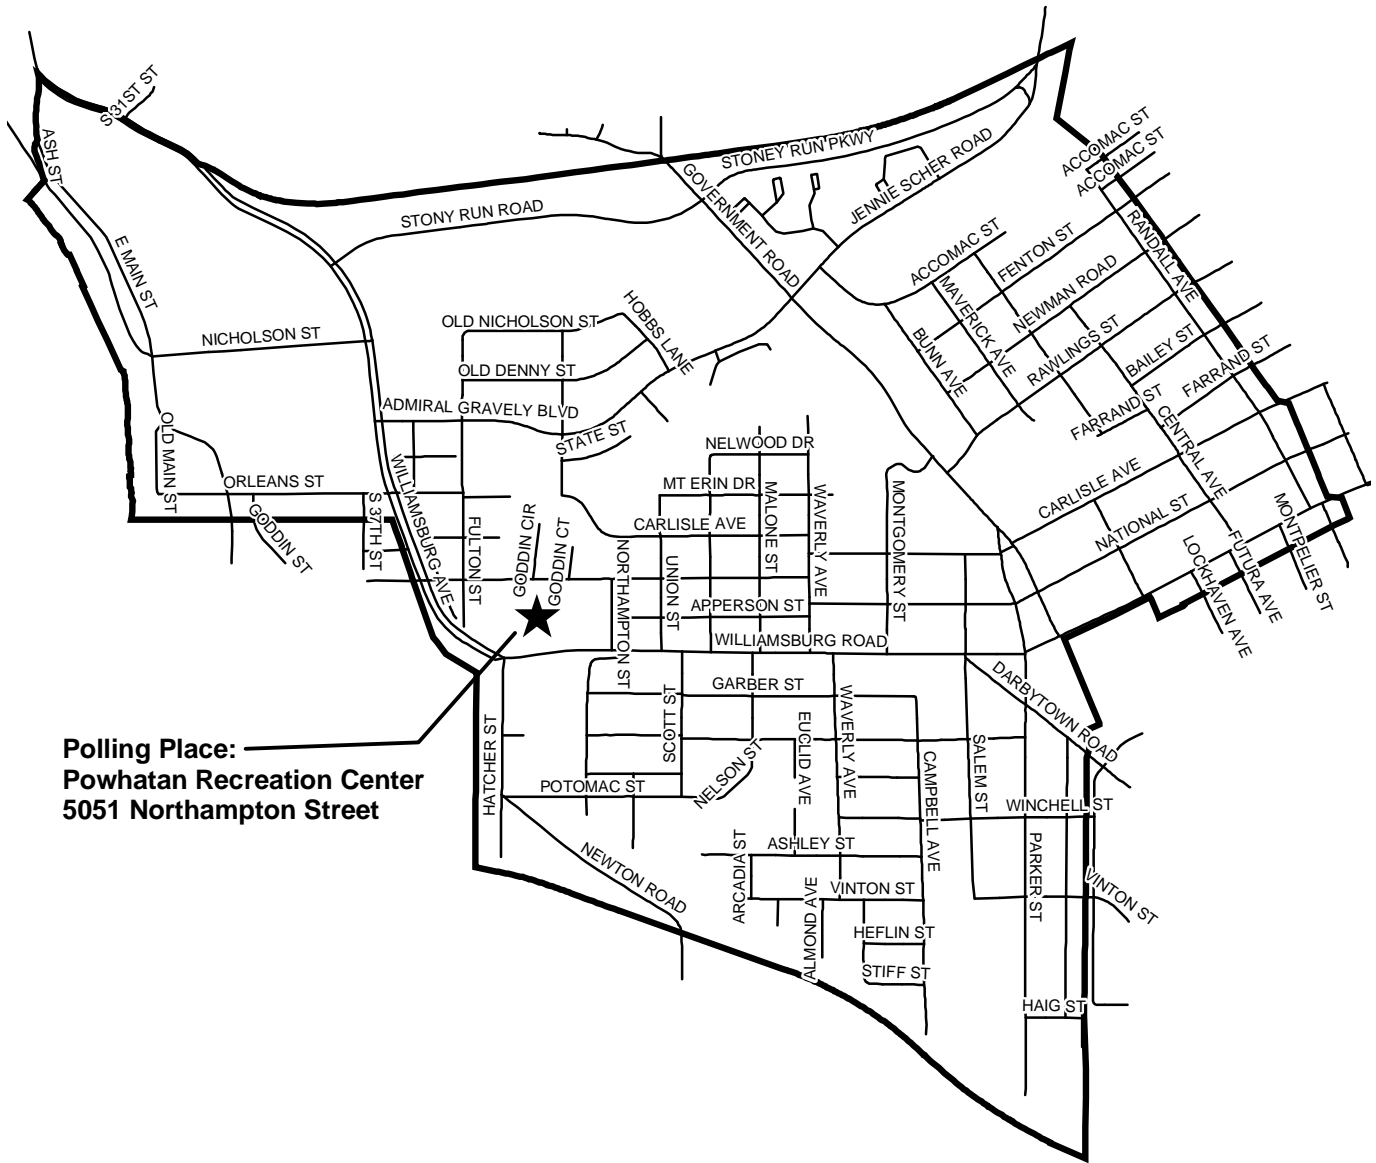 S 31ST ST
ASH ST
STONEY RUN PKWY
ACCOMAC ST
ACCOMAC ST
JENNIE SCHER ROAD
GOVERNMENT ROAD
STONY RUN ROAD
E MAIN ST
ACCOMAC ST
FENTON ST
RANDALL AVE
NICHOLSON ST
OLD NICHOLSON ST
HOBBS LANE
MAVERICK AVE
NEWMAN ROAD
BUNN AVE
RAWLINGS ST
BAILEY ST
FARRAND ST
OLD DENNY ST
ADMIRAL GRAVELY BLVD
STATE ST
FARRAND ST
CENTRAL AVE
OLD MAIN ST
ORLEANS ST
GODDIN ST
S 37TH ST
WILLIAMSBURG AVE
FULTON ST
GODDIN CIR
GODDIN CT
NELWOOD DR
MT ERIN DR
CARLISLE AVE
MALONE ST
WAVERLY AVE
MONTGOMERY ST
CARLISLE AVE
NATIONAL ST
MONTPELIER ST
FUTURA AVE
LOCKHAVEN AVE
NORTHAMPTON ST
UNION ST
APPERSON ST
WILLIAMSBURG ROAD
DARBYTOWN ROAD
GARBER ST
SCOTT ST
EUCLID AVE
WAVERLY AVE
SALEM ST
CAMPBELL AVE
HATCHER ST
POTOMAC ST
NELSON ST
WINCHELL ST
Polling Place:
Powhatan Recreation Center
5051 Northampton Street
NEWTON ROAD
ARCADIA ST
ASHLEY ST
VINTON ST
ALMOND AVE
HEFLIN ST
STIFF ST
PARKER ST
VINTON ST
HAIG ST